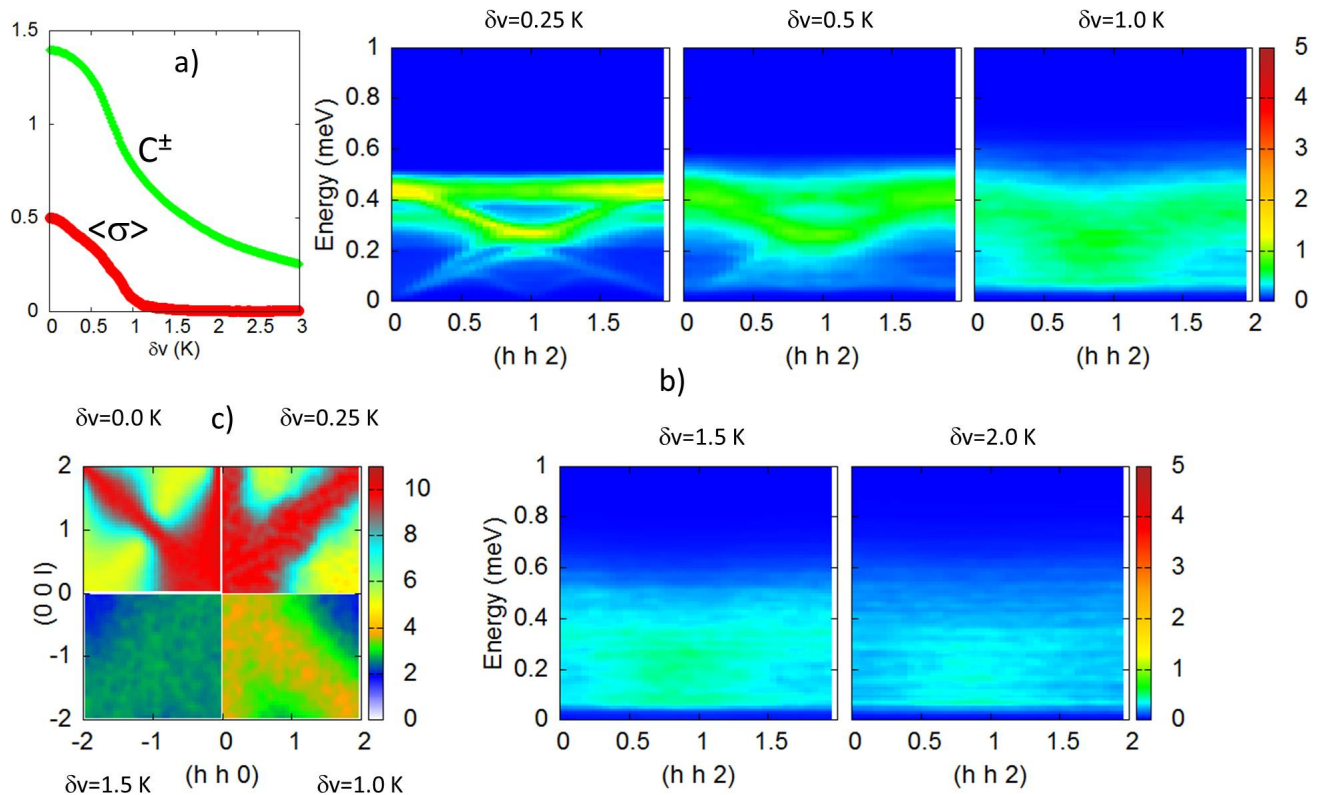 a)
1.5
1
0.5
0
C±
<σ>
0 0.5 1 1.5 2 2.5 3
δv (K)
δv=0.25 K δv=0.5 K δv=1.0 K
Energy (meV)
1
0.8
0.6
0.4
0.2
0
0 0.5 1 1.5
0 0.5 1 1.5
0 0.5 1 1.5 2
(h h 2) (h h 2) (h h 2)
5
4
3
2
1
0
b)
c)
δv=0.0 K δv=0.25 K
(0 0 l)
2
1
0
-1
-2
-2 -1 0 1 2
(h h 0)
δv=1.5 K δv=1.0 K
10
8
6
4
2
0
δv=1.5 K δv=2.0 K
Energy (meV)
1
0.8
0.6
0.4
0.2
0
0 0.5 1 1.5
0 0.5 1 1.5 2
(h h 2) (h h 2)
5
4
3
2
1
0